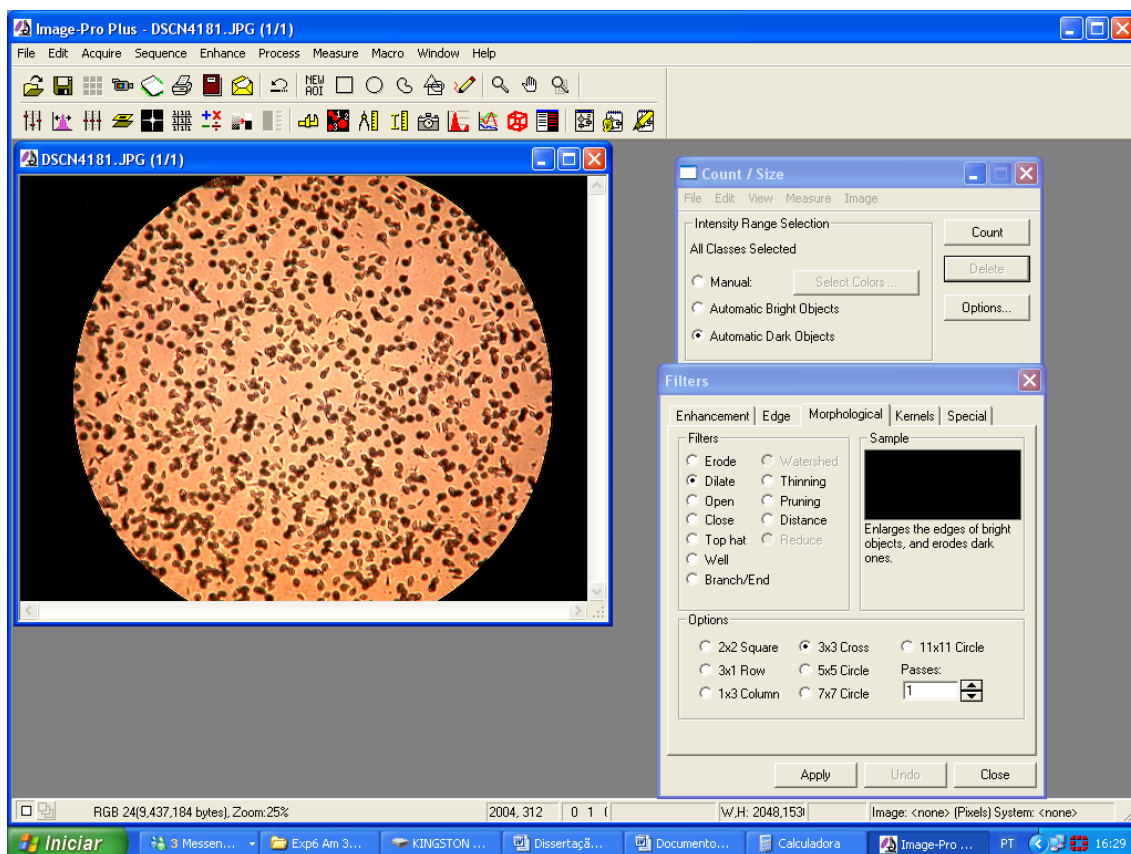 Image-Pro Plus - DSCN4181.JPG (1/1)
File Edit Acquire Sequence Enhance Process Measure Macro Window Help
NEW
AOI
DSCN4181.JPG (1/1)
Count / Size
File Edit View Measure Image
Intensity Range Selection
All Classes Selected
Manual:
Select Colors ...
Automatic Bright Objects
Automatic Dark Objects
Count
Delete
Options...
Filters
Enhancement Edge Morphological Kernels Special
Filters
Erode Watershed
Dilate Thinning
Open Pruning
Close Distance
Top hat Reduce
Well
Branch/End
Sample
Enlarges the edges of bright
objects, and erodes dark
ones.
Options
2x2 Square 3x3 Cross 11x11 Circle
3x1 Row 5x5 Circle Passes:
1x3 Column 7x7 Circle 1
Apply Undo Close
RGB 24(9,437,184 bytes), Zoom:25% 2004, 312 0 1 ( W,H: 2048,153 Image: <none> (Pixels) System: <none>
Iniciar 3 Messen... Exp6 Am 3... KINGSTON ... Dissertaçã... Documento... Calculadora Image-Pro ... PT 16:29